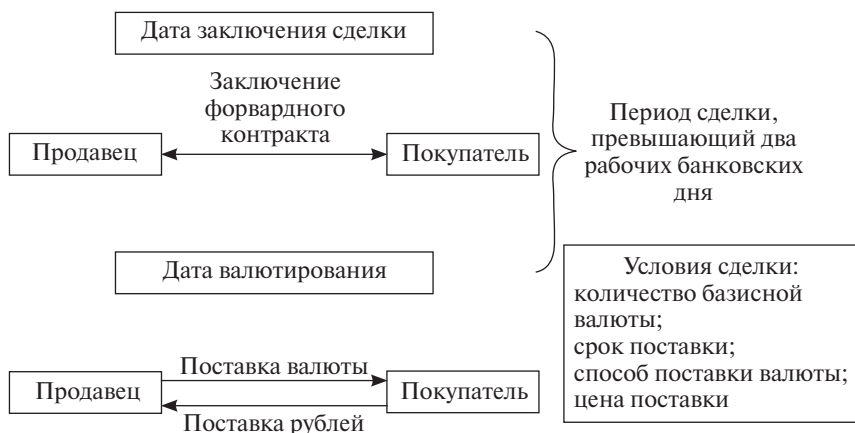 Дата заключения сделки
Заключение
форвардного
контракта
Продавец
Покупатель
Период сделки,
превышающий два
рабочих банковских
дня
Дата валютирования
Условия сделки:
количество базисной
валюты;
срок поставки;
способ поставки валюты;
цена поставки
Поставка валюты
Продавец
Покупатель
Поставка рублей